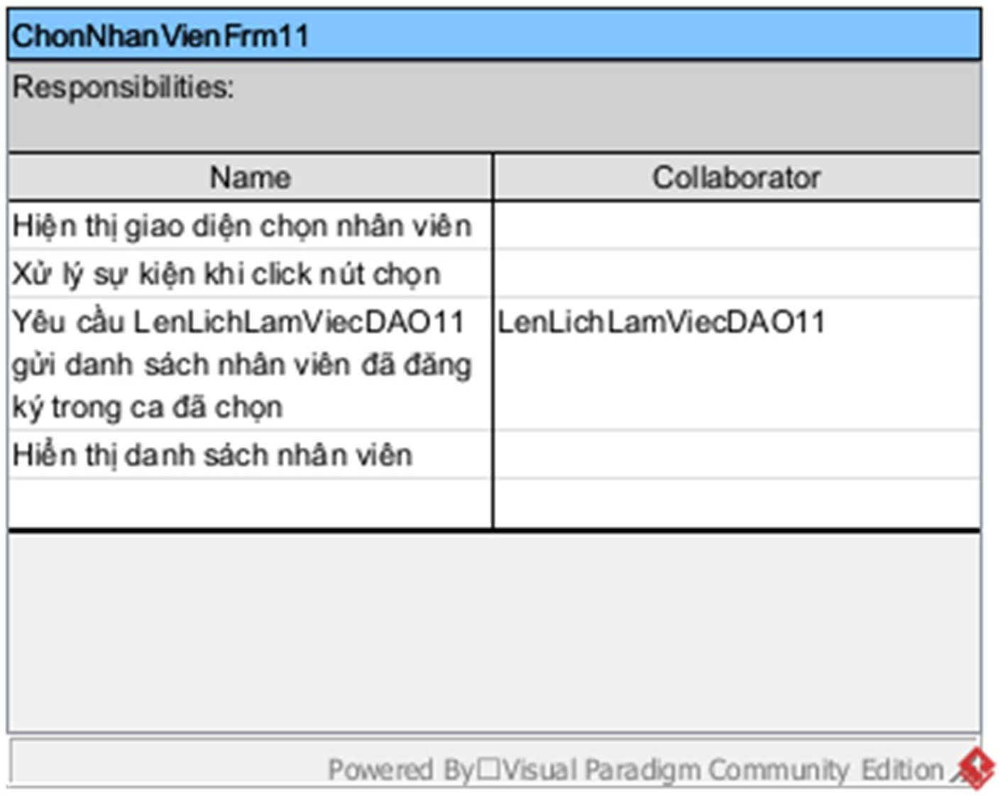 ChonNhanVienFrm11
Responsibilities:
Name
Collaborator
Hiện thị giao diện chọn nhân viên
Xử lý sự kiện khi click nút chọn
Yêu cầu LenLichLamViecDAO11
LenLichLamViecDAO11
gửi danh sách nhân viên đã đăng
ký trong ca đã chọn
Hiển thị danh sách nhân viên
Powered By□Visual Paradigm Community Edition